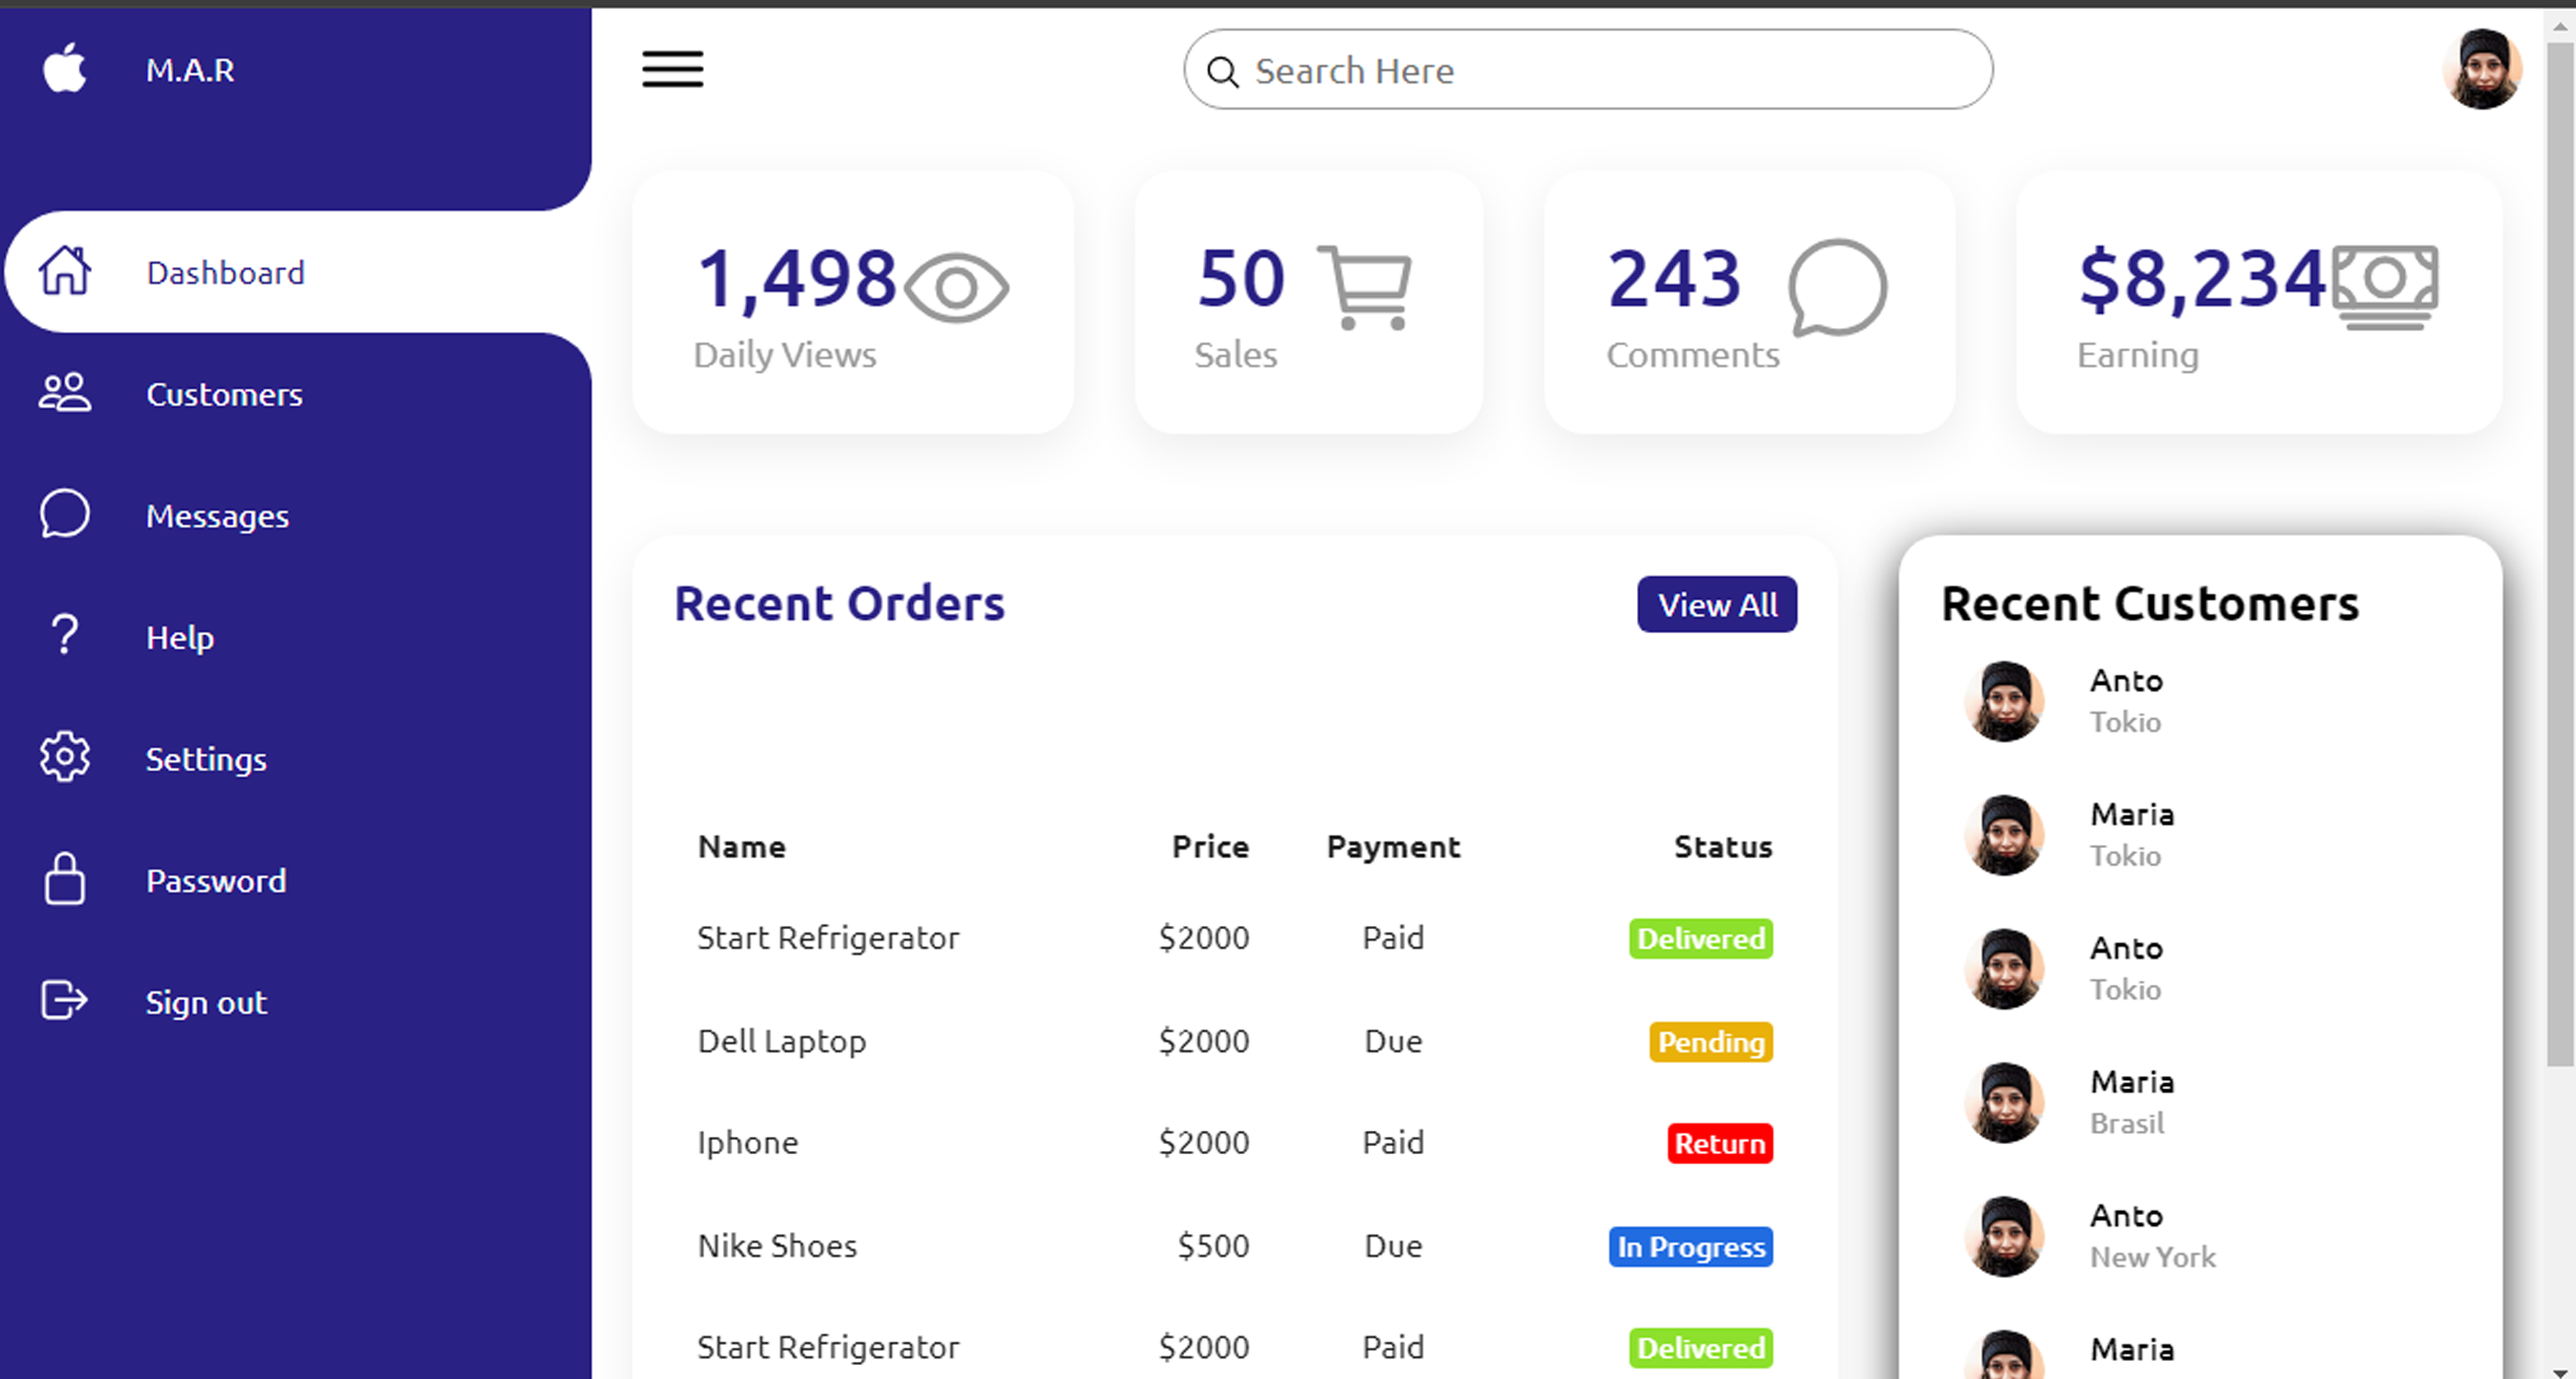 M.A.R
Search Here
Dashboard
Customers
Messages
Help
Settings
Password
Sign out
1,498
Daily Views
50
Sales
243
Comments
$8,234
Earning
Recent Orders
View All
Name Price Payment Status
Start Refrigerator $2000 Paid Delivered
Dell Laptop $2000 Due Pending
Iphone $2000 Paid Return
Nike Shoes $500 Due In Progress
Start Refrigerator $2000 Paid Delivered
Recent Customers
Anto
Tokio
Maria
Tokio
Anto
Tokio
Maria
Brasil
Anto
New York
Maria